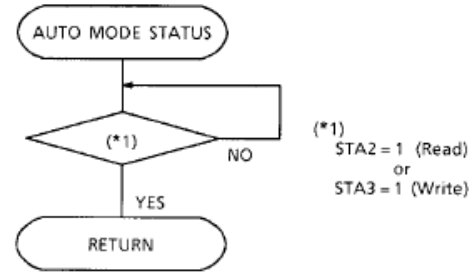 AUTO MODE STATUS
(*1)
NO
YES
RETURN
(*1)
STA2 = 1 (Read)
or
STA3 = 1 (Write)